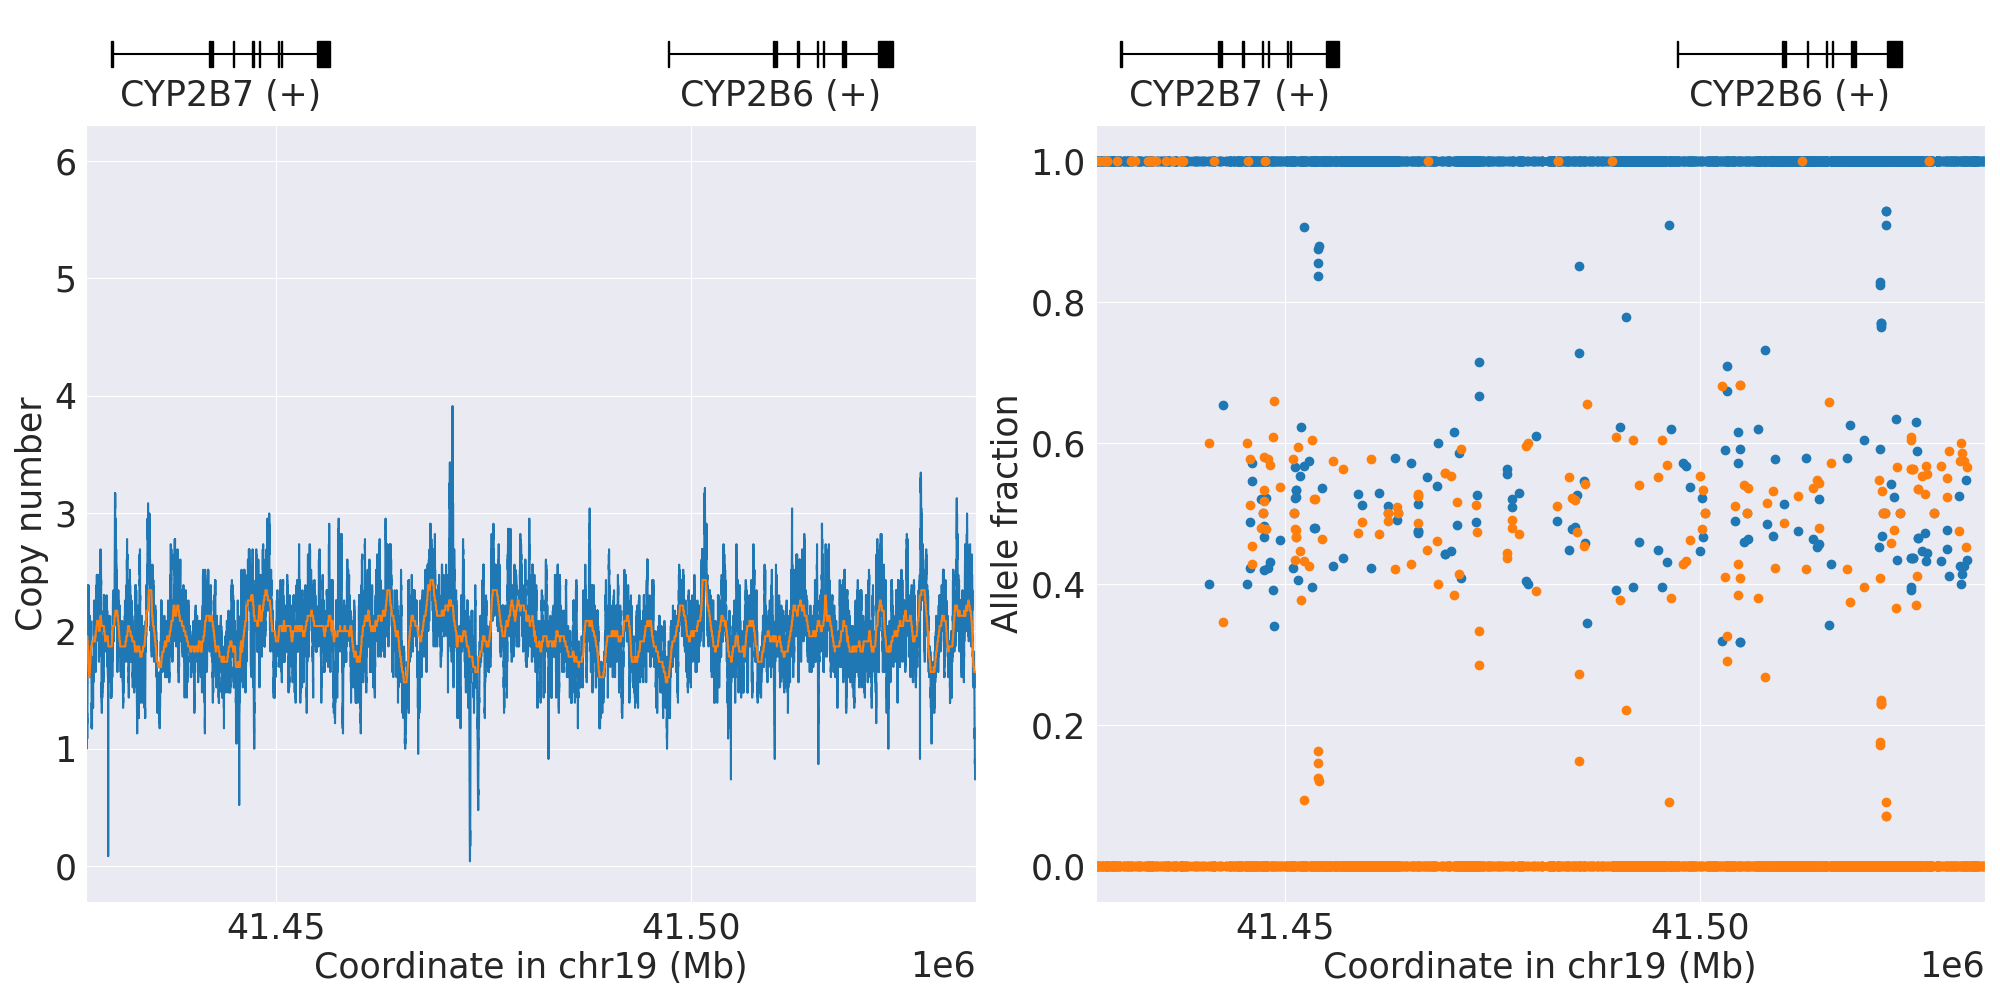 CYP2B7 (+)
CYP2B6 (+)
6
5
4
3
2
1
0
Copy number
41.45
41.50
Coordinate in chr19 (Mb)
1e6
CYP2B7 (+)
CYP2B6 (+)
1.0
0.8
0.6
0.4
0.2
0.0
Allele fraction
41.45
41.50
Coordinate in chr19 (Mb)
1e6